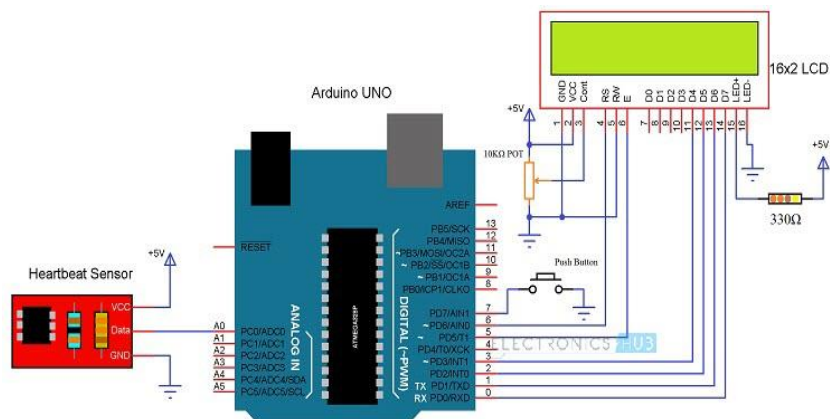 16x2 LCD
GND
VCC
Cont
RS
RW
E
D0
D1
D2
D3
D4
D5
D6
D7
LED+
LED-
1
2
3
4
5
6
7
8
9
10
11
12
13
14
15
16
Arduino UNO
+5V
10KΩ POT
+5V
330Ω
AREF
RESET
PB5/SCK 13
PB4/MISO 12
~PB3/MOSI/OC2A 11
~PB2/SS/OC1B 10
~PB1/OC1A 9
PB0/ICP1/CLKO 8
PD7/AIN1 7
~PD6/AIN0 6
~PD5/T1 5
PD4/T0/XCK 4
~PD3/INT1 3
PD2/INT0 2
TX PD1/TXD 1
RX PD0/RXD 0
DIGITAL (~PWM)
ATMEGA328P
ANALOG IN
A0 PC0/ADC0
A1 PC1/ADC1
A2 PC2/ADC2
A3 PC3/ADC3
A4 PC4/ADC4/SDA
A5 PC5/ADC5/SCL
Push Button
ELECTRONICS HUB
+5V
Heartbeat Sensor
VCC
Data
GND